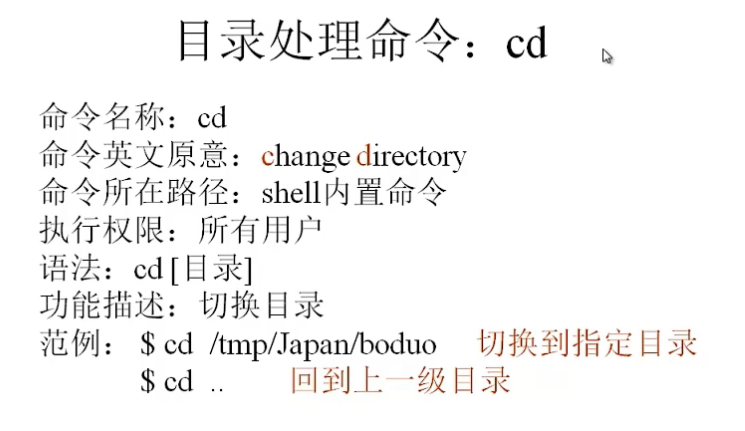 目录处理命令：cd
命令名称：cd
命令英文原意：change directory
命令所在路径：shell内置命令
执行权限：所有用户
语法：cd [目录]
功能描述：切换目录
范例： $ cd /tmp/Japan/boduo 切换到指定目录
$ cd .. 回到上一级目录